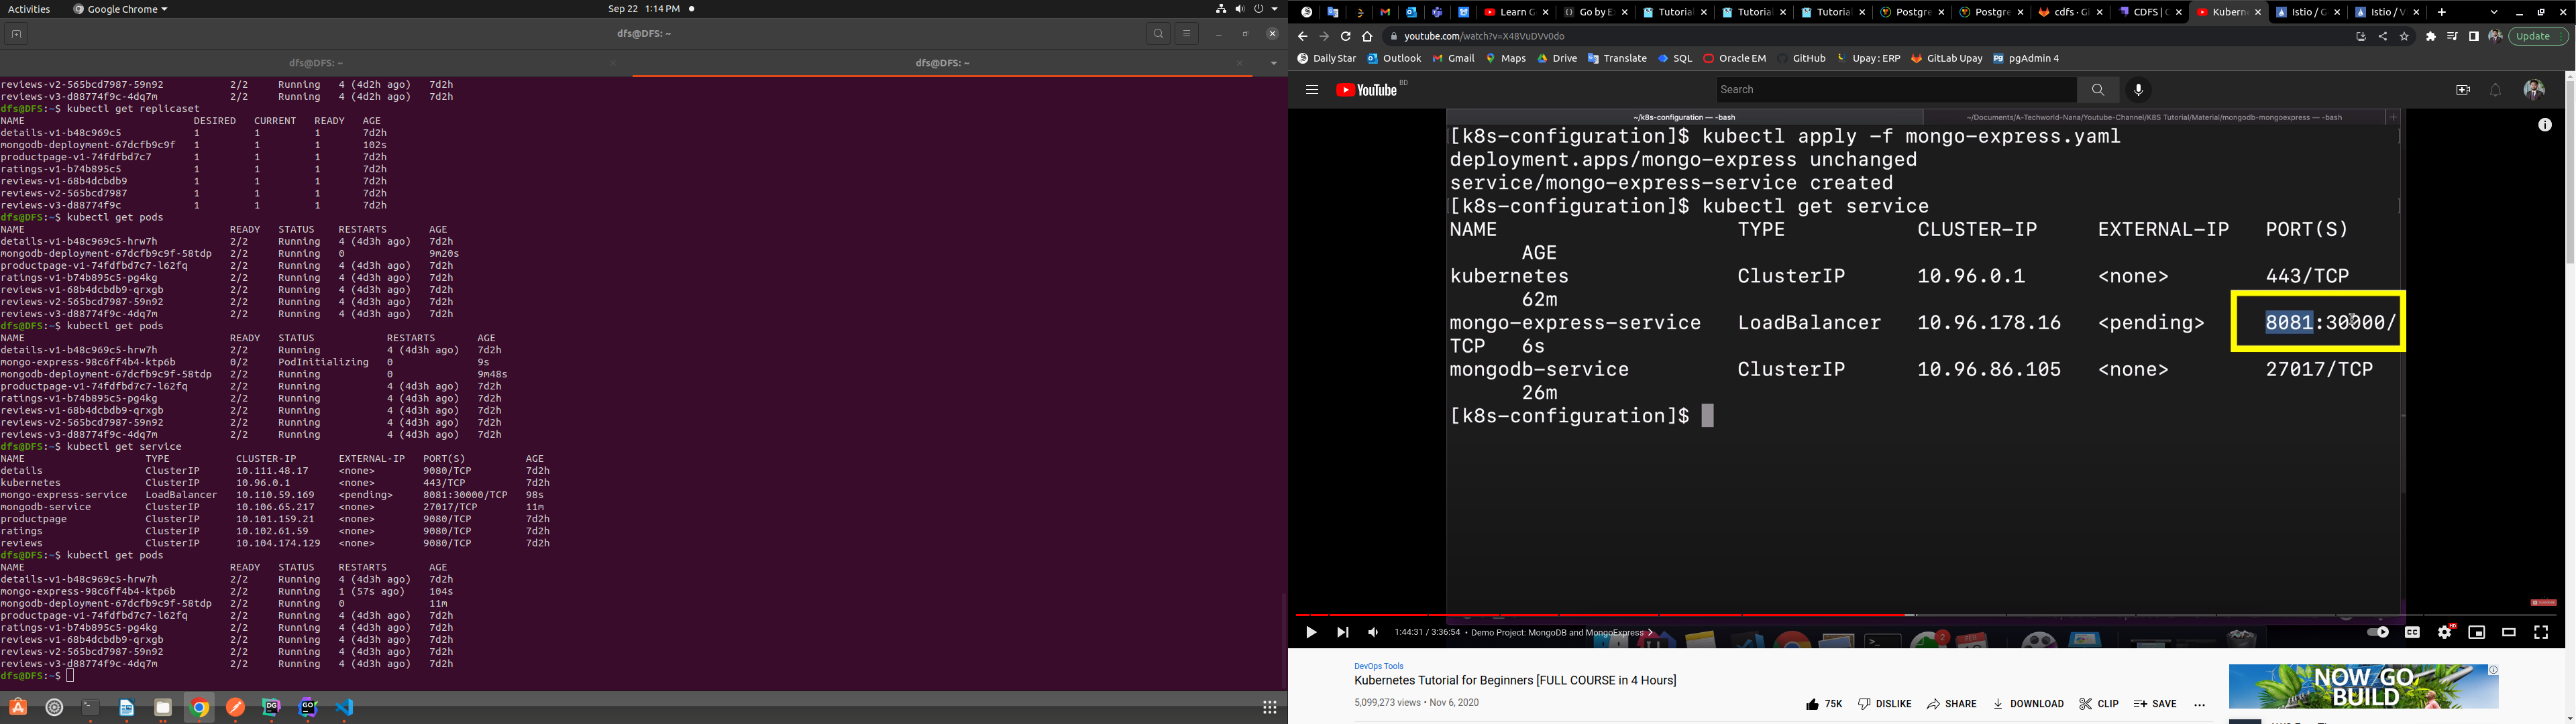 Activities
Google Chrome
Sep 22 1:14 PM
dfs@DFS: ~
dfs@DFS: ~
dfs@DFS: ~
reviews-v2-565bcd7987-59n92 2/2 Running 4 (4d2h ago) 7d2h
reviews-v3-d88774f9c-4dq7m 2/2 Running 4 (4d2h ago) 7d2h
dfs@DFS:~$ kubectl get replicaset
NAME DESIRED CURRENT READY AGE
details-v1-b48c969c5 1 1 1 7d2h
mongodb-deployment-67dcfb9c9f 1 1 1 102s
productpage-v1-74fdfbd7c7 1 1 1 7d2h
ratings-v1-b74b895c5 1 1 1 7d2h
reviews-v1-68b4dcbdb9 1 1 1 7d2h
reviews-v2-565bcd7987 1 1 1 7d2h
reviews-v3-d88774f9c 1 1 1 7d2h
dfs@DFS:~$ kubectl get pods
NAME READY STATUS RESTARTS AGE
details-v1-b48c969c5-hrw7h 2/2 Running 4 (4d3h ago) 7d2h
mongodb-deployment-67dcfb9c9f-58tdp 2/2 Running 0 9m20s
productpage-v1-74fdfbd7c7-l62fq 2/2 Running 4 (4d3h ago) 7d2h
ratings-v1-b74b895c5-pg4kg 2/2 Running 4 (4d3h ago) 7d2h
reviews-v1-68b4dcbdb9-qrxgb 2/2 Running 4 (4d3h ago) 7d2h
reviews-v2-565bcd7987-59n92 2/2 Running 4 (4d3h ago) 7d2h
reviews-v3-d88774f9c-4dq7m 2/2 Running 4 (4d3h ago) 7d2h
dfs@DFS:~$ kubectl get pods
NAME READY STATUS RESTARTS AGE
details-v1-b48c969c5-hrw7h 2/2 Running 4 (4d3h ago) 7d2h
mongo-express-98c6ff4b4-ktp6b 0/2 PodInitializing 0 9s
mongodb-deployment-67dcfb9c9f-58tdp 2/2 Running 0 9m48s
productpage-v1-74fdfbd7c7-l62fq 2/2 Running 4 (4d3h ago) 7d2h
ratings-v1-b74b895c5-pg4kg 2/2 Running 4 (4d3h ago) 7d2h
reviews-v1-68b4dcbdb9-qrxgb 2/2 Running 4 (4d3h ago) 7d2h
reviews-v2-565bcd7987-59n92 2/2 Running 4 (4d3h ago) 7d2h
reviews-v3-d88774f9c-4dq7m 2/2 Running 4 (4d3h ago) 7d2h
dfs@DFS:~$ kubectl get service
NAME TYPE CLUSTER-IP EXTERNAL-IP PORT(S) AGE
details ClusterIP 10.111.48.17 <none> 9080/TCP 7d2h
kubernetes ClusterIP 10.96.0.1 <none> 443/TCP 7d2h
mongo-express-service LoadBalancer 10.110.59.169 <pending> 8081:30000/TCP 98s
mongodb-service ClusterIP 10.106.65.217 <none> 27017/TCP 11m
productpage ClusterIP 10.101.159.21 <none> 9080/TCP 7d2h
ratings ClusterIP 10.102.61.59 <none> 9080/TCP 7d2h
reviews ClusterIP 10.104.174.129 <none> 9080/TCP 7d2h
dfs@DFS:~$ kubectl get pods
NAME READY STATUS RESTARTS AGE
details-v1-b48c969c5-hrw7h 2/2 Running 4 (4d3h ago) 7d2h
mongo-express-98c6ff4b4-ktp6b 2/2 Running 1 (57s ago) 104s
mongodb-deployment-67dcfb9c9f-58tdp 2/2 Running 0 11m
productpage-v1-74fdfbd7c7-l62fq 2/2 Running 4 (4d3h ago) 7d2h
ratings-v1-b74b895c5-pg4kg 2/2 Running 4 (4d3h ago) 7d2h
reviews-v1-68b4dcbdb9-qrxgb 2/2 Running 4 (4d3h ago) 7d2h
reviews-v2-565bcd7987-59n92 2/2 Running 4 (4d3h ago) 7d2h
reviews-v3-d88774f9c-4dq7m 2/2 Running 4 (4d3h ago) 7d2h
dfs@DFS:~$
Learn G Go by Ex Tutorial Tutorial Tutorial Postgre Postgre cdfs · G CDFS | C Kubern Istio / G Istio / V
youtube.com/watch?v=X48VuDVv0do
Update
Daily Star Outlook Gmail Maps Drive Translate SQL Oracle EM GitHub Upay : ERP GitLab Upay pgAdmin 4
YouTube BD
Search
~/k8s-configuration — -bash
~/Documents/A-Techworld-Nana/Youtube-Channel/K8S Tutorial/Material/mongodb-mongoexpress — -bash
[k8s-configuration]$ kubectl apply -f mongo-express.yaml
deployment.apps/mongo-express unchanged
service/mongo-express-service created
[k8s-configuration]$ kubectl get service
NAME TYPE CLUSTER-IP EXTERNAL-IP PORT(S)
AGE
kubernetes ClusterIP 10.96.0.1 <none> 443/TCP
62m
mongo-express-service LoadBalancer 10.96.178.16 <pending> 8081:30000/
TCP 6s
mongodb-service ClusterIP 10.96.86.105 <none> 27017/TCP
26m
[k8s-configuration]$
1:44:31 / 3:36:54 • Demo Project: MongoDB and MongoExpress
DevOps Tools
Kubernetes Tutorial for Beginners [FULL COURSE in 4 Hours]
5,099,273 views • Nov 6, 2020
75K DISLIKE SHARE DOWNLOAD CLIP SAVE
NOW GO
BUILD